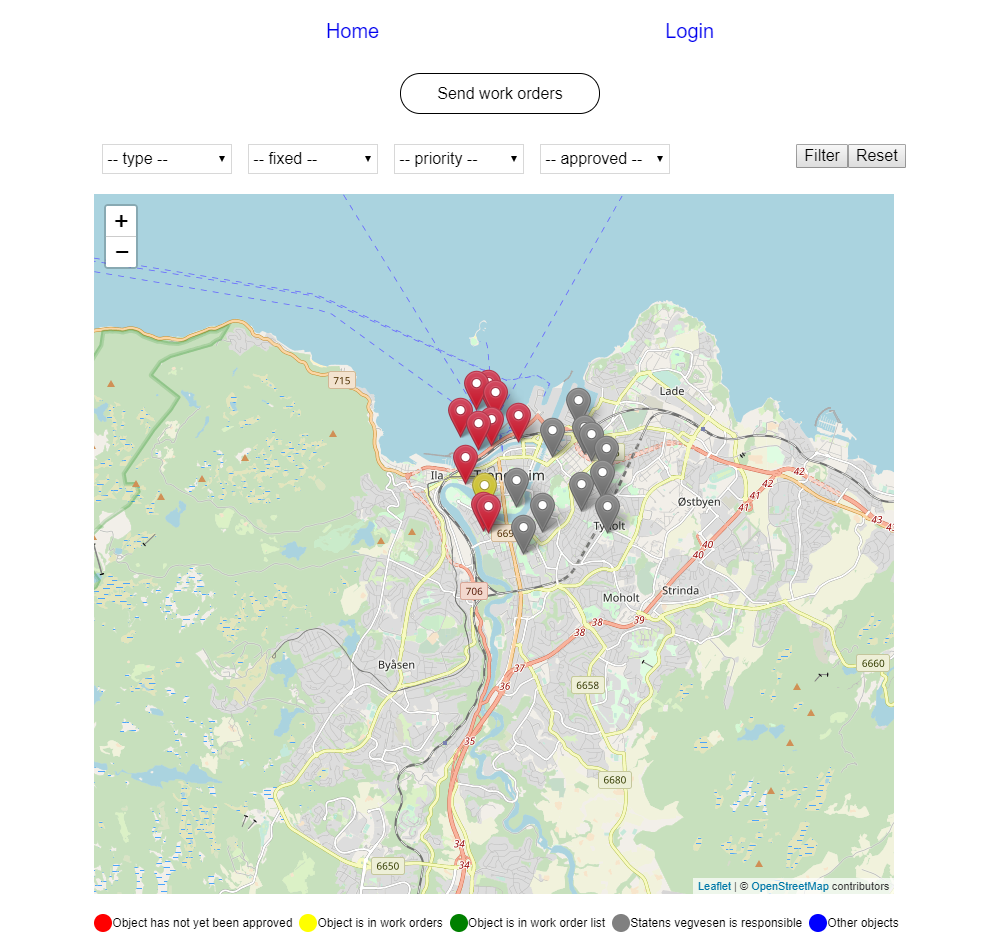 Home Login
Send work orders
-- type -- -- fixed -- -- priority -- -- approved -- Filter Reset
+
−
715
Lade
Ila
42
42
41
41
Østbyen
43
43
40
40
706
Moholt
Strinda
39
38
38
Byåsen
37
6660
36
6658
35
6680
34
34
6650
Leaflet | © OpenStreetMap contributors
Object has not yet been approved Object is in work orders Object is in work order list Statens vegvesen is responsible Other objects